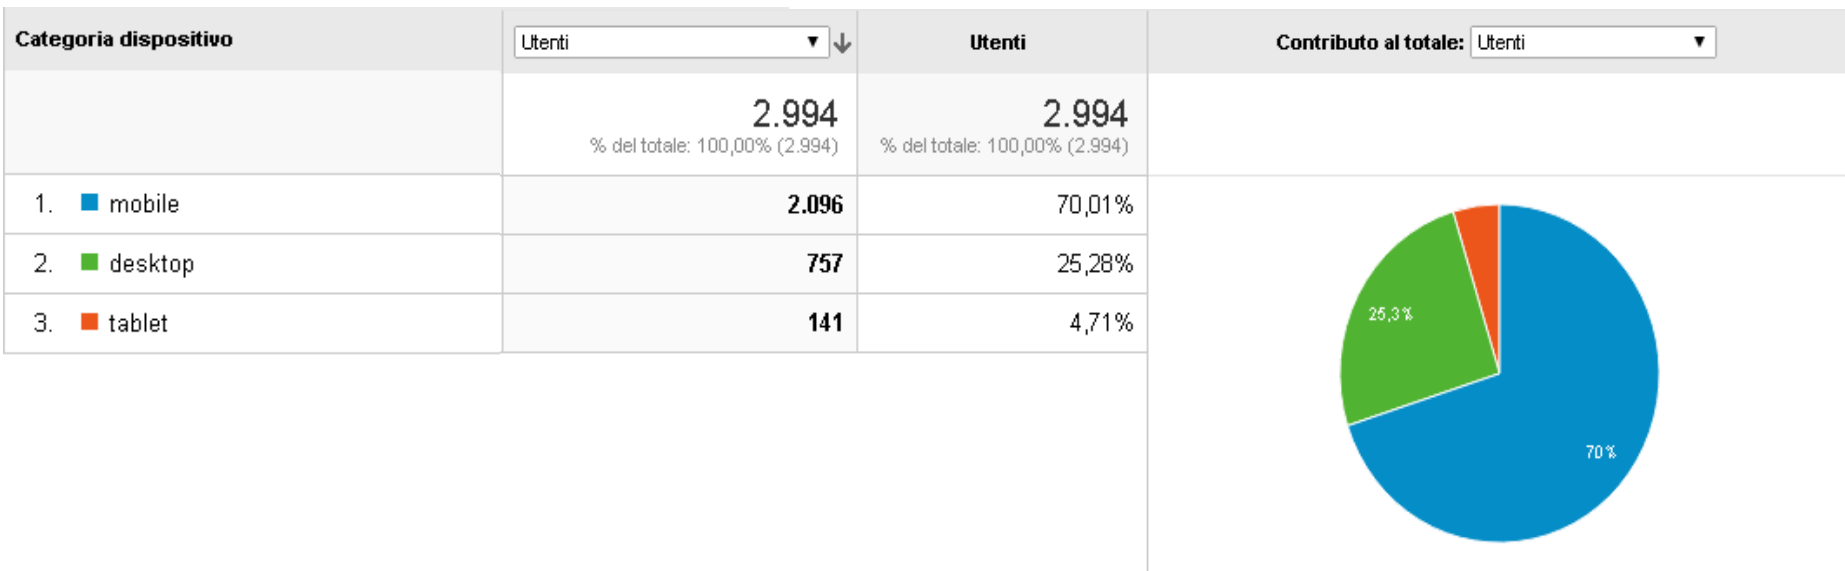 Categoria dispositivo Utenti Utenti Contributo al totale: Utenti
2.994 2.994
% del totale: 100,00% (2.994) % del totale: 100,00% (2.994)
1. mobile 2.096 70,01%
2. desktop 757 25,28%
3. tablet 141 4,71%
25,3%
70%